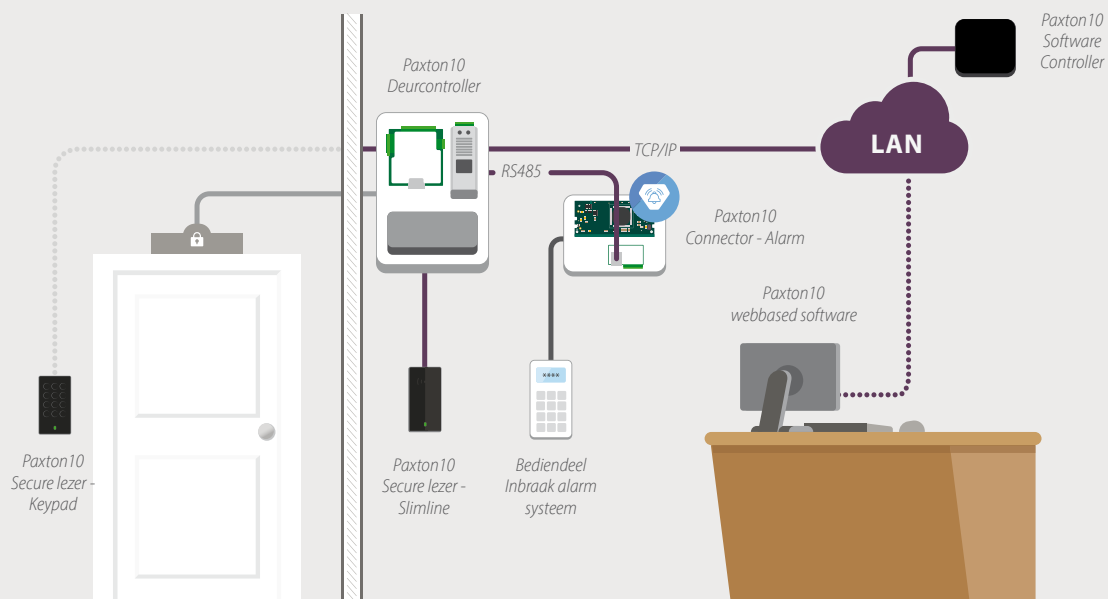 Paxton10
Software
Controller
Paxton10
Deurcontroller
LAN
TCP/IP
RS485
Paxton10
Connector - Alarm
Paxton10
webbased software
****
Paxton10
Secure lezer -
Keypad
Paxton10
Secure lezer -
Slimline
Bediendeel
Inbraak alarm
systeem